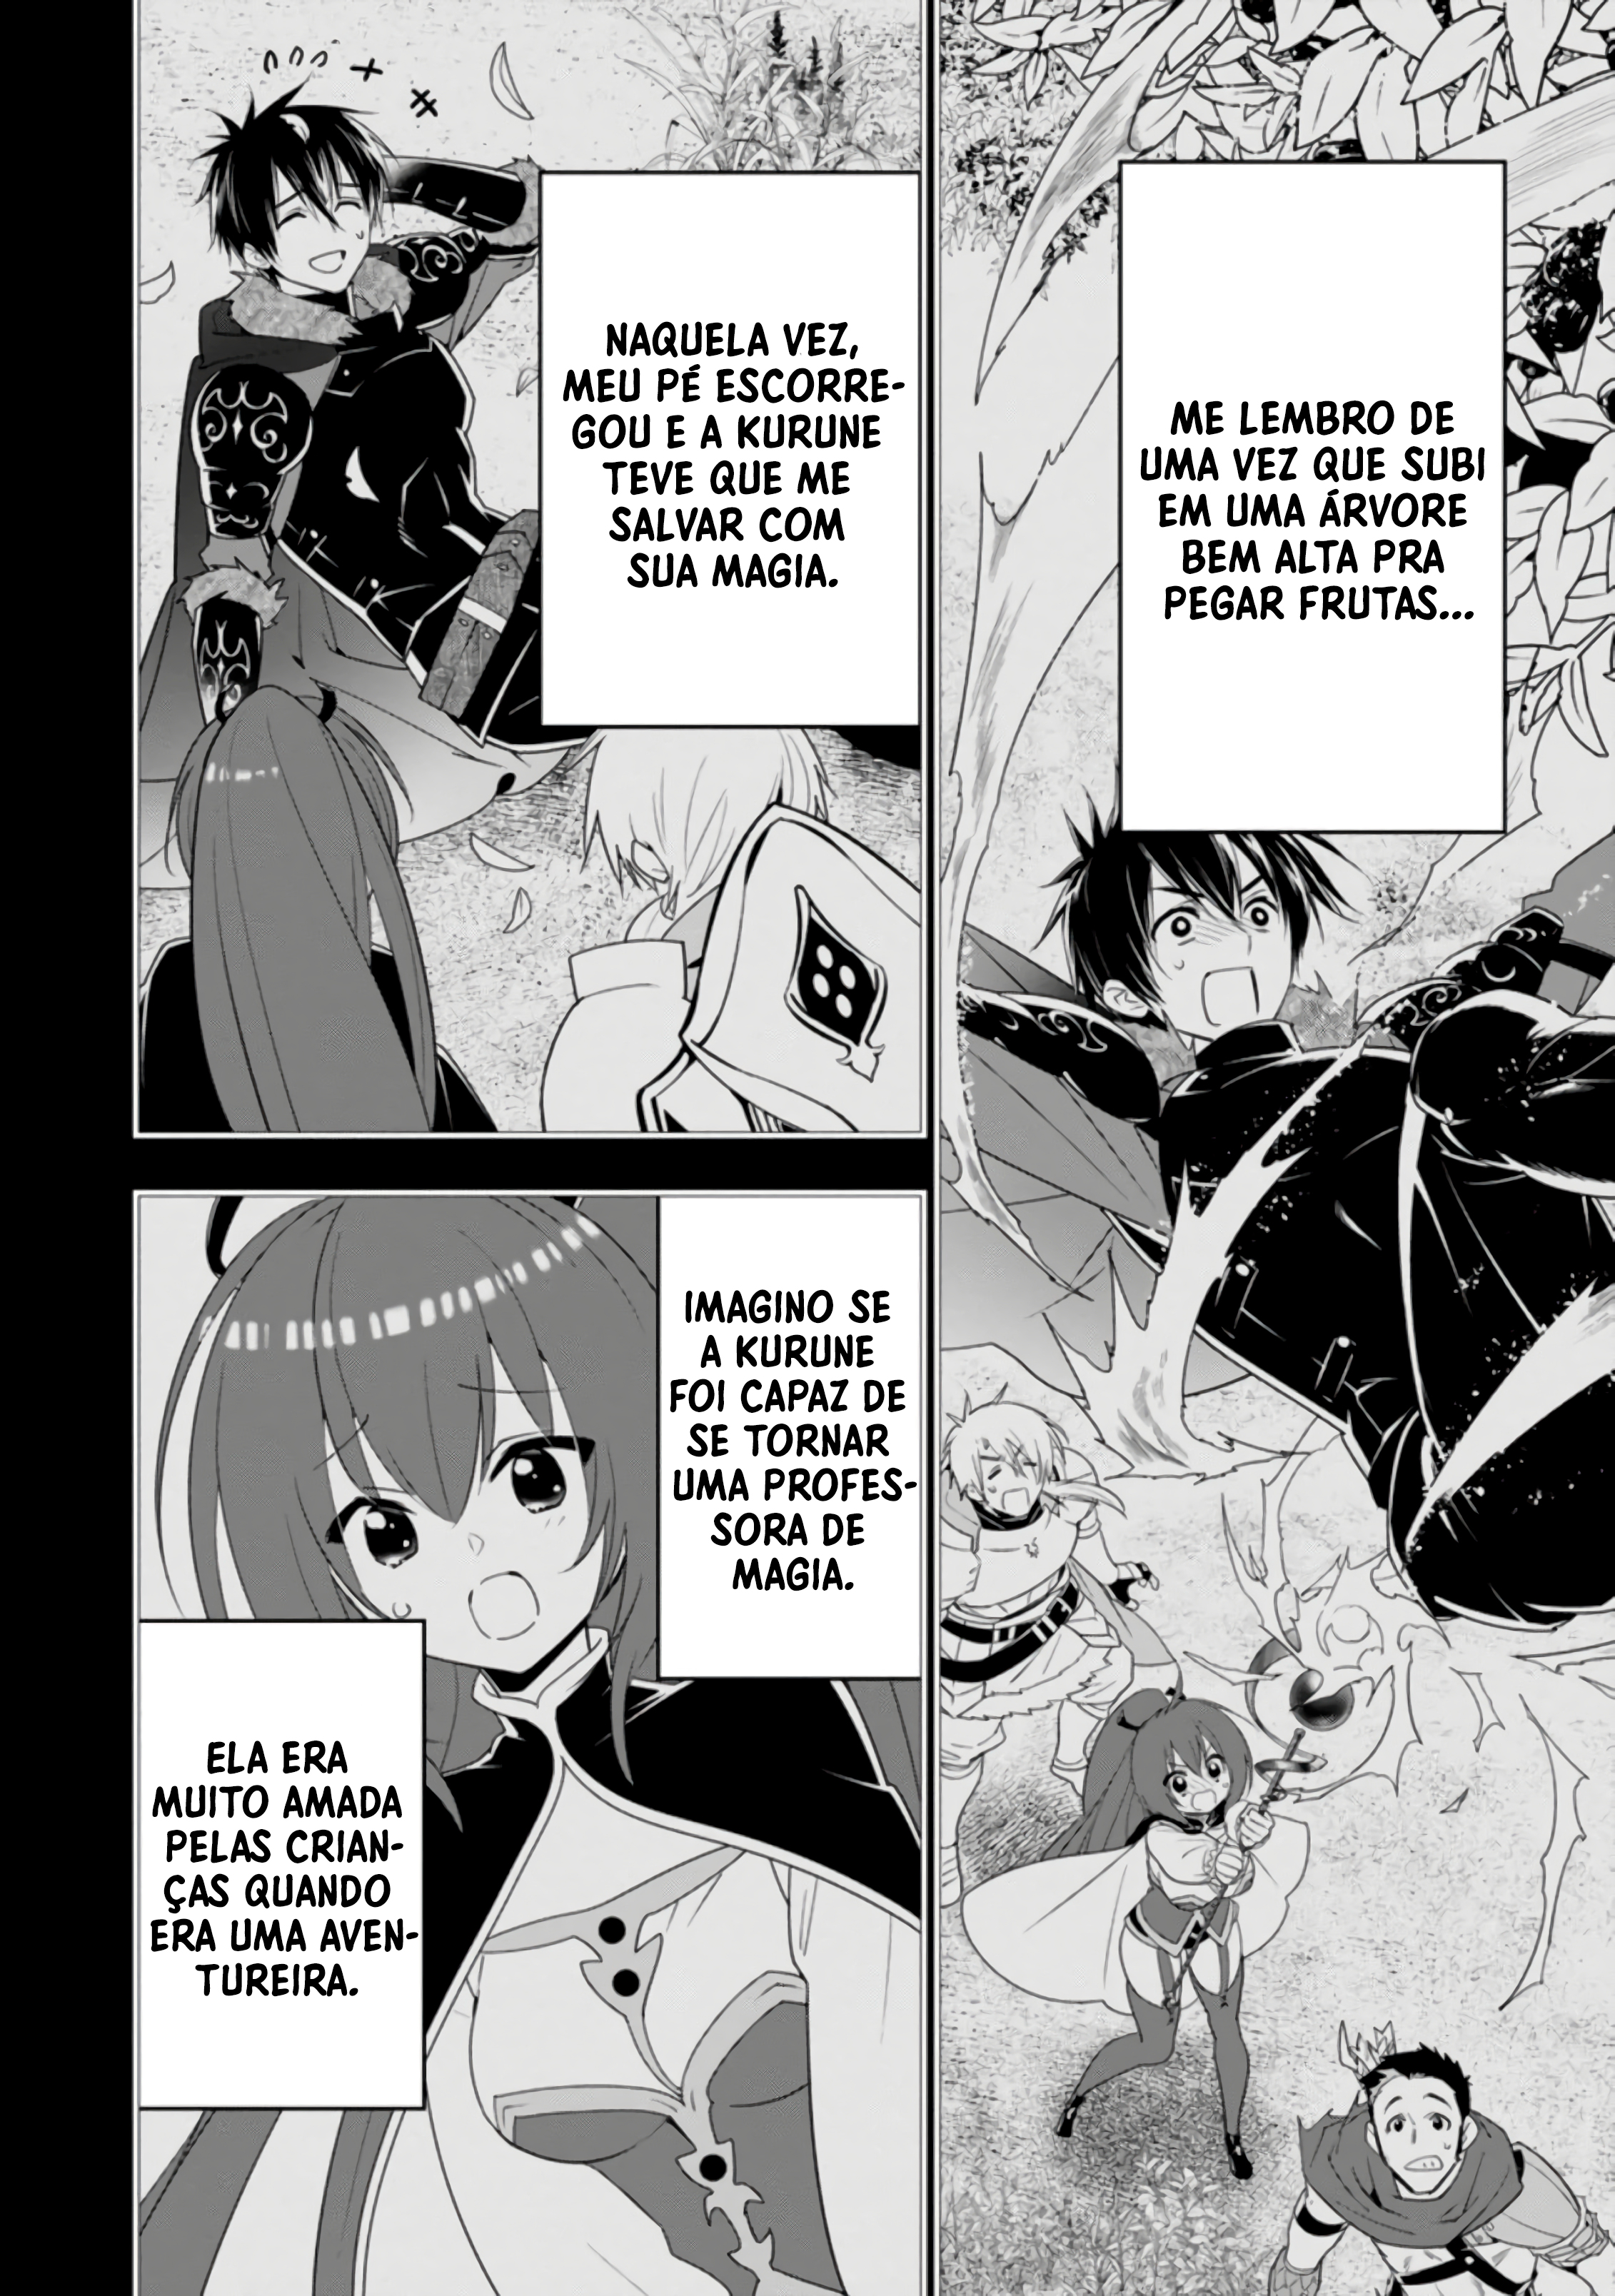 ME LEMBRO DE
UMA VEZ QUE SUBI
EM UMA ÁRVORE
BEM ALTA PRA
PEGAR FRUTAS...
NAQUELA VEZ,
MEU PÉ ESCORRE-
GOU E A KURUNE
TEVE QUE ME
SALVAR COM
SUA MAGIA.
IMAGINO SE
A KURUNE
FOI CAPAZ DE
SE TORNAR
UMA PROFES-
SORA DE
MAGIA.
ELA ERA
MUITO AMADA
PELAS CRIAN-
ÇAS QUANDO
ERA UMA AVEN-
TUREIRA.